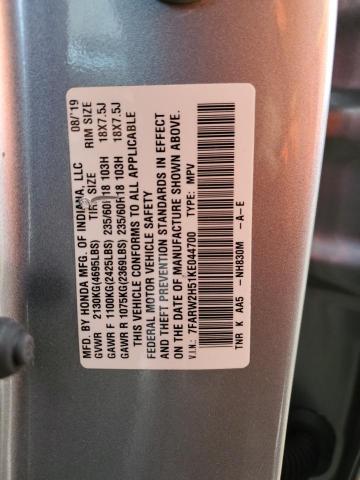 MFD. BY HONDA MFG. OF INDIANA, LLC 08/'19
GVWR 2130KG(4695LBS) TIRE SIZE RIM SIZE
GAWR F 1100KG(2425LBS) 235/60R18 103H 18X7.5J
GAWR R 1075KG(2369LBS) 235/60R18 103H 18X7.5J
THIS VEHICLE CONFORMS TO ALL APPLICABLE
FEDERAL MOTOR VEHICLE SAFETY
AND THEFT PREVENTION STANDARDS IN EFFECT
ON THE DATE OF MANUFACTURE SHOWN ABOVE.
V.I.N.: 7FARW2H51KE044700 TYPE: MPV
TNR K AA5 -NH830M -A-E